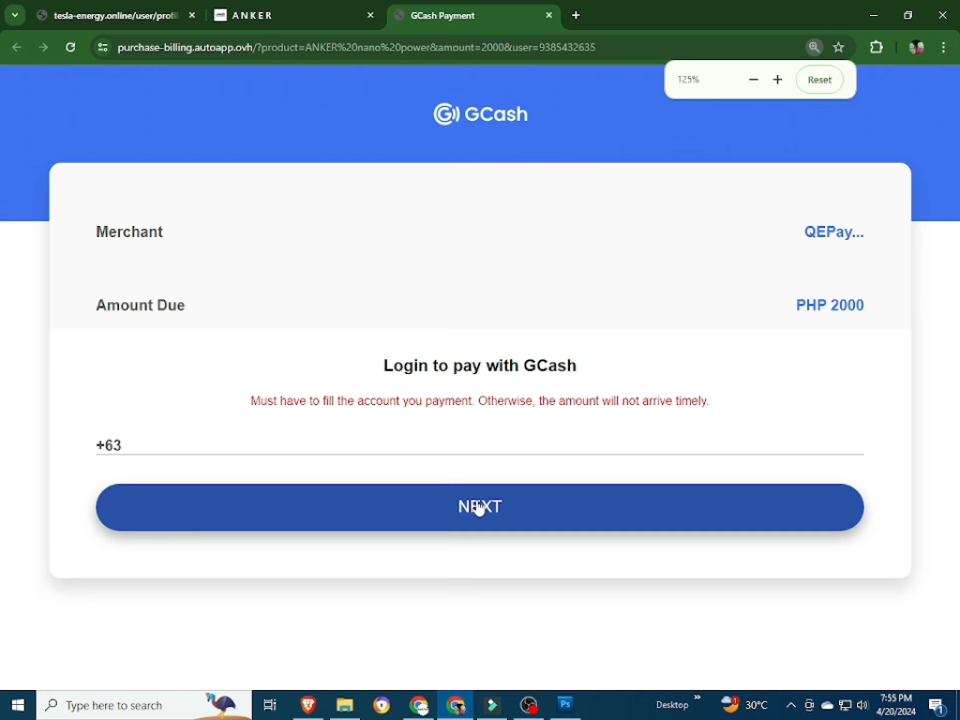 tesla-energy.online/user/profil
ANKER
GCash Payment
purchase-billing.autoapp.ovh/?product=ANKER%20nano%20power&amount=2000&user=9385432635
125%
Reset
GCash
Merchant
QEPay...
Amount Due
PHP 2000
Login to pay with GCash
Must have to fill the account you payment. Otherwise, the amount will not arrive timely.
+63
NEXT
Type here to search
Ps
Desktop
30°C
7:55 PM
4/20/2024
1